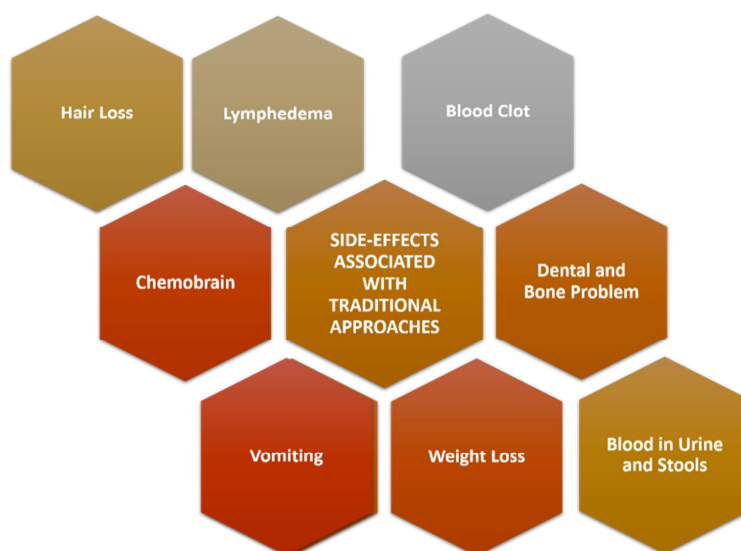 Hair Loss
Lymphedema
Blood Clot
Chemobrain
SIDE-EFFECTS
ASSOCIATED
WITH
TRADITIONAL
APPROACHES
Dental and
Bone Problem
Vomiting
Weight Loss
Blood in Urine
and Stools